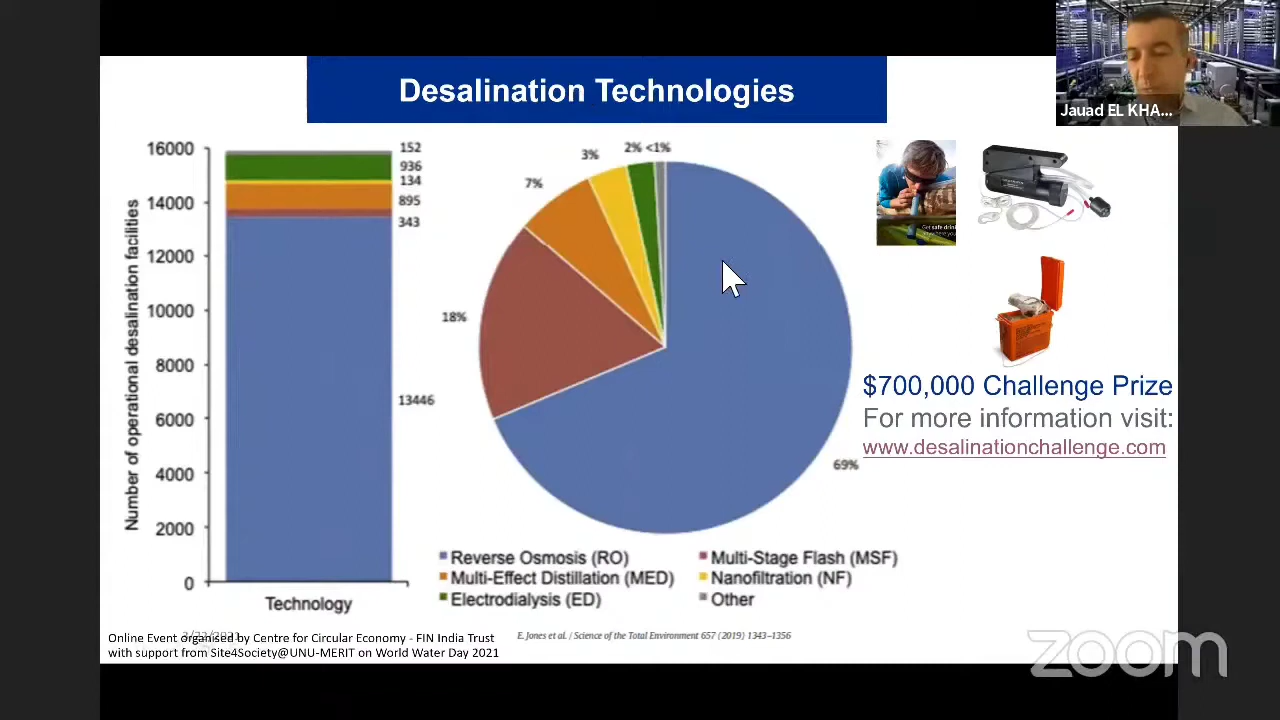 Desalination Technologies
Jauad EL KHA...
Number of operational desalination facilities
16000
14000
12000
10000
8000
6000
4000
2000
0
152
936
134
895
343
13446
Technology
3%
2%
<1%
7%
18%
69%
Reverse Osmosis (RO)
Multi-Stage Flash (MSF)
Multi-Effect Distillation (MED)
Nanofiltration (NF)
Electrodialysis (ED)
Other
$700,000 Challenge Prize
For more information visit:
www.desalinationchallenge.com
Online Event organised by Centre for Circular Economy - FIN India Trust
with support from Site4Society@UNU-MERIT on World Water Day 2021
E. Jones et al. / Science of the Total Environment 657 (2019) 1343–1356
zoom